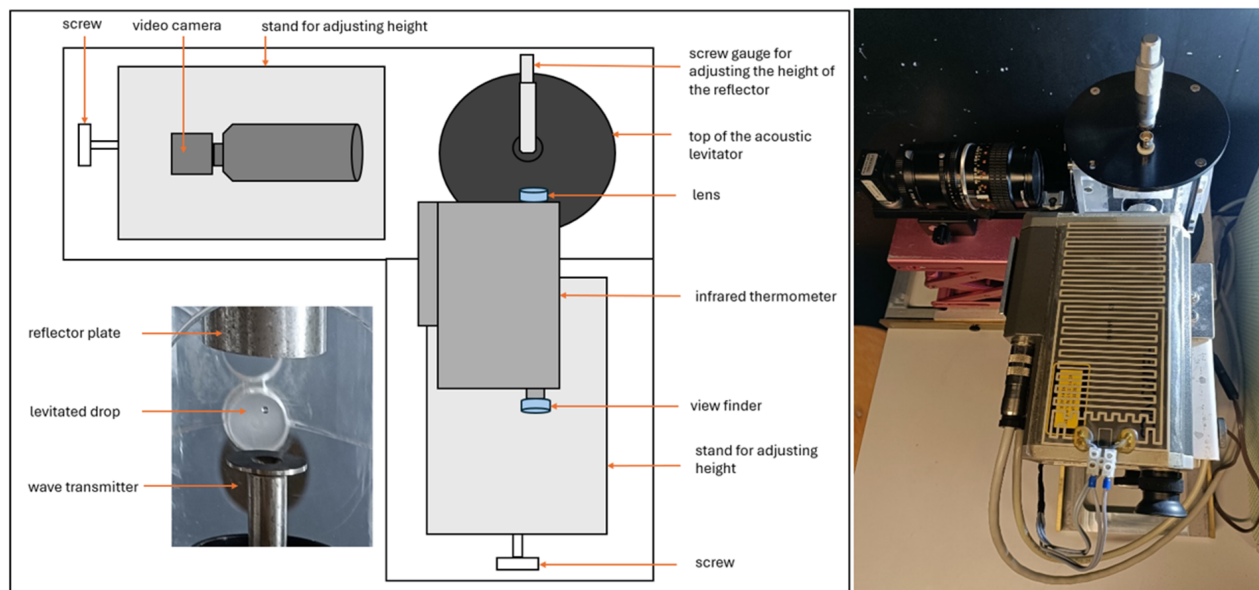 screw
video camera
stand for adjusting height
screw gauge for
adjusting the height of
the reflector
top of the acoustic
levitator
lens
infrared thermometer
reflector plate
levitated drop
view finder
stand for adjusting
height
wave transmitter
screw